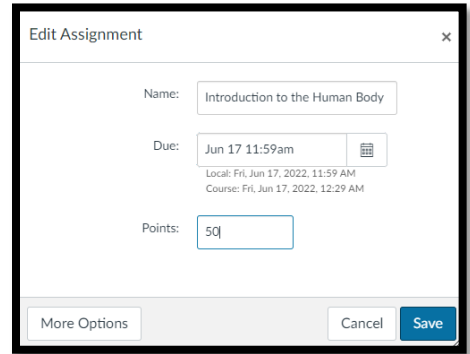 Edit Assignment ×
Name: Introduction to the Human Body
Due: Jun 17 11:59am
Local: Fri, Jun 17, 2022, 11:59 AM
Course: Fri, Jun 17, 2022, 12:29 AM
Points: 50
More Options Cancel Save